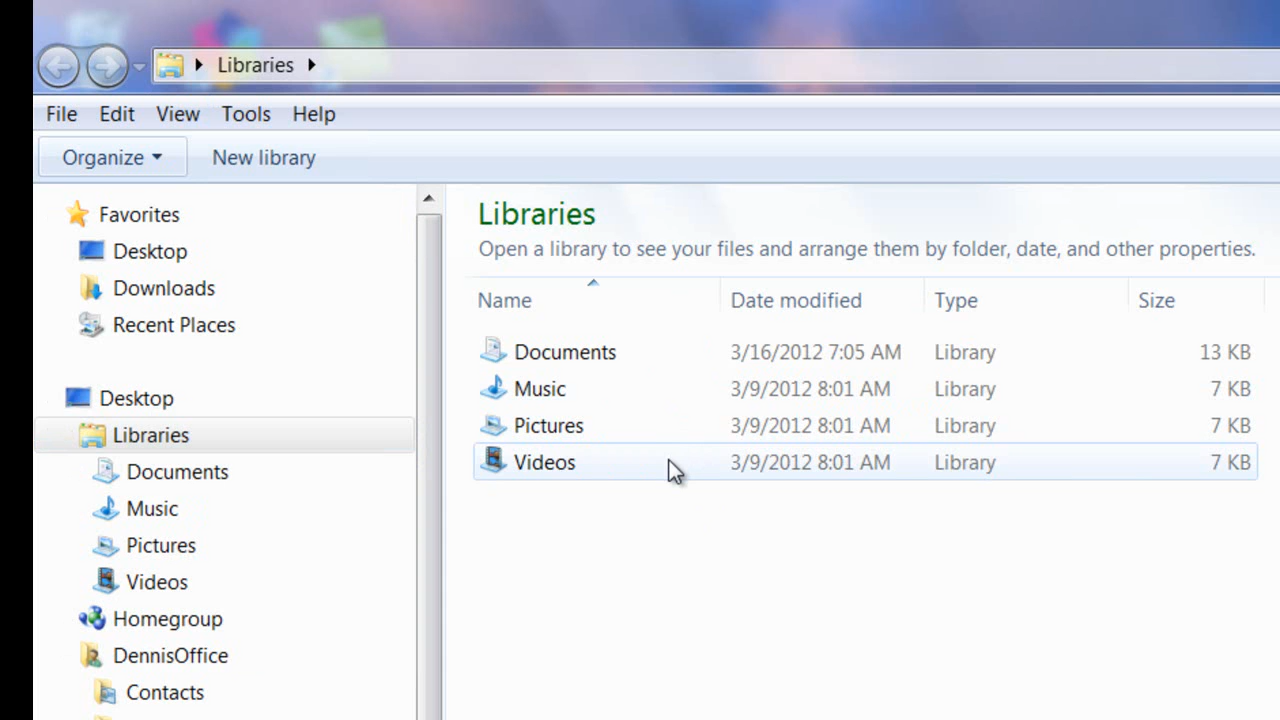 Libraries
File Edit View Tools Help
Organize New library
Favorites
Desktop
Downloads
Recent Places
Desktop
Libraries
Documents
Music
Pictures
Videos
Homegroup
DennisOffice
Contacts
Libraries
Open a library to see your files and arrange them by folder, date, and other properties.
Name Date modified Type Size
Documents 3/16/2012 7:05 AM Library 13 KB
Music 3/9/2012 8:01 AM Library 7 KB
Pictures 3/9/2012 8:01 AM Library 7 KB
Videos 3/9/2012 8:01 AM Library 7 KB